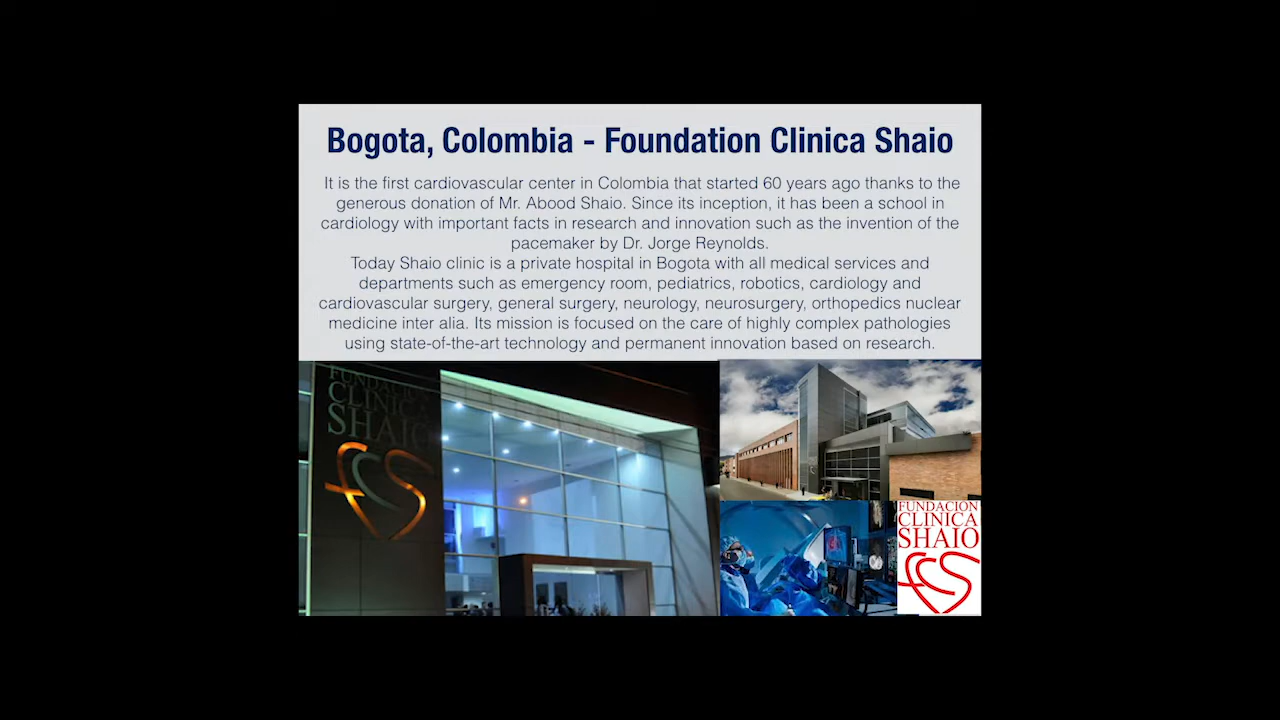 Bogota, Colombia - Foundation Clinica Shaio
It is the first cardiovascular center in Colombia that started 60 years ago thanks to the
generous donation of Mr. Abood Shaio. Since its inception, it has been a school in
cardiology with important facts in research and innovation such as the invention of the
pacemaker by Dr. Jorge Reynolds.
Today Shaio clinic is a private hospital in Bogota with all medical services and
departments such as emergency room, pediatrics, robotics, cardiology and
cardiovascular surgery, general surgery, neurology, neurosurgery, orthopedics nuclear
medicine inter alia. Its mission is focused on the care of highly complex pathologies
using state-of-the-art technology and permanent innovation based on research.
FUNDACION
CLINICA
SHAIO
FCS
FUNDACION
CLINICA
SHAIO
FCS